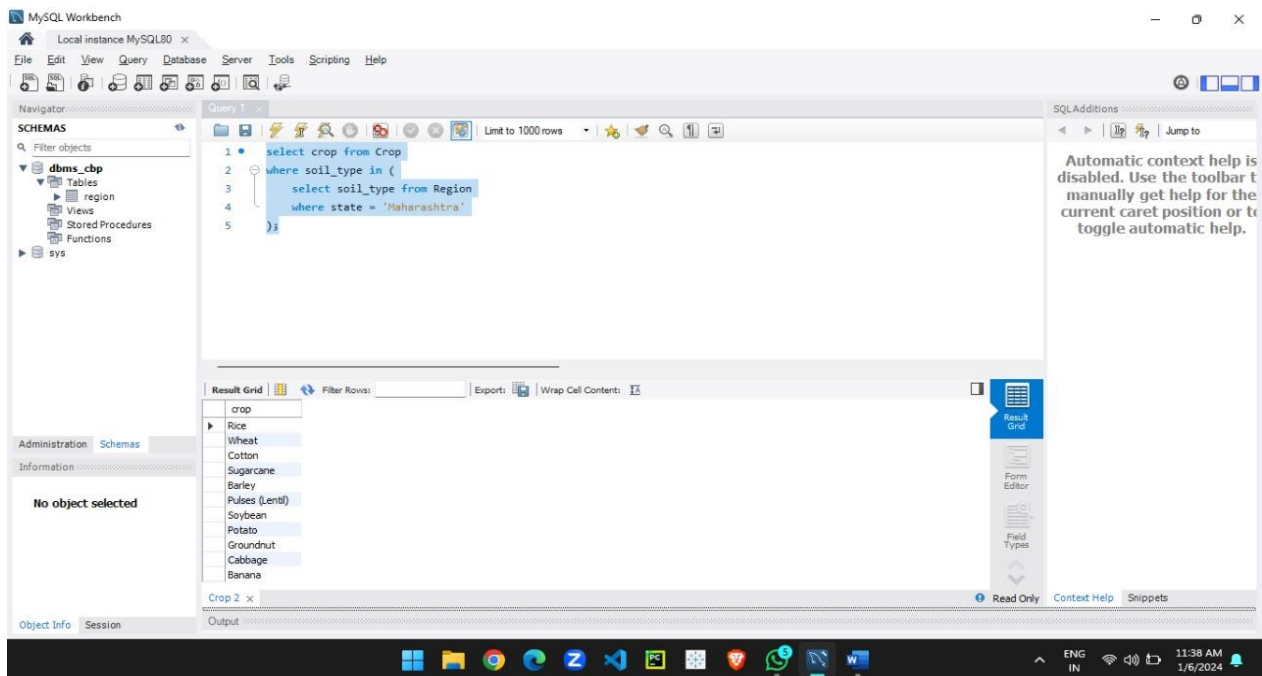 MySQL Workbench
Local instance MySQL80 ×
File Edit View Query Database Server Tools Scripting Help
Navigator
SCHEMAS
Filter objects
dbms_cbp
Tables
region
Views
Stored Procedures
Functions
sys
Administration Schemas
Information
No object selected
Object Info Session
Query 1 ×
Limit to 1000 rows
1 select crop from Crop
2 where soil_type in (
3 select soil_type from Region
4 where state = 'Maharashtra'
5 );
Result Grid Filter Rows: Export: Wrap Cell Content:
crop
Rice
Wheat
Cotton
Sugarcane
Barley
Pulses (Lentil)
Soybean
Potato
Groundnut
Cabbage
Banana
Result Grid
Form Editor
Field Types
Crop 2 ×
Read Only
Output
SQLAdditions
Jump to
Automatic context help is
disabled. Use the toolbar t
manually get help for the
current caret position or to
toggle automatic help.
Context Help Snippets
ENG
IN
11:38 AM
1/6/2024